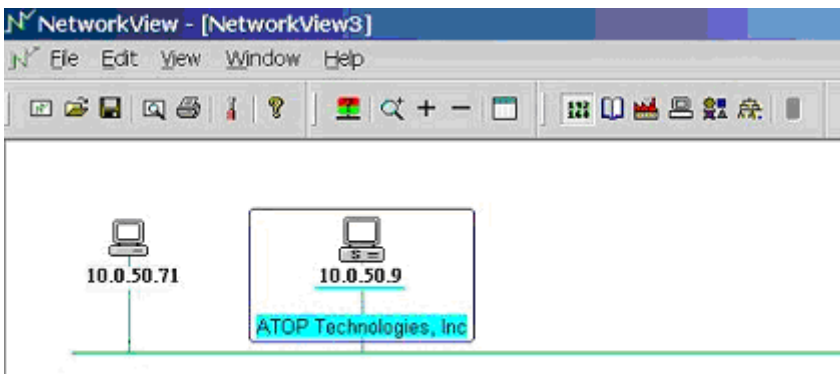 NetworkView - [NetworkView3]
File Edit View Window Help
10.0.50.71
10.0.50.9
ATOP Technologies, Inc